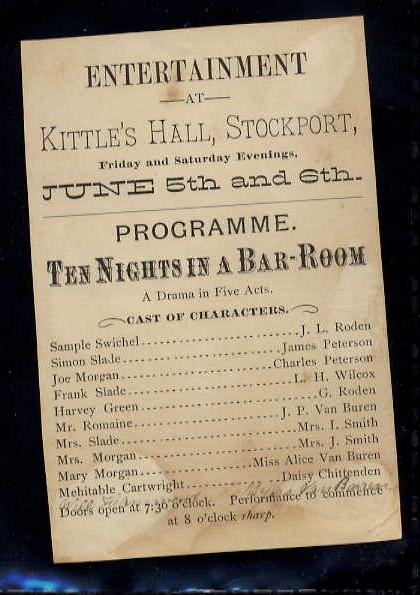 ENTERTAINMENT
—AT—
KITTLE'S HALL, STOCKPORT,
Friday and Saturday Evenings,
JUNE 5th and 6th.
PROGRAMME.
TEN NIGHTS IN A BAR-ROOM
A Drama in Five Acts.
CAST OF CHARACTERS.
Sample Swichel.....................J. L. Roden
Simon Slade.....................James Peterson
Joe Morgan.....................Charles Peterson
Frank Slade.....................L. H. Wilcox
Harvey Green.....................G. Roden
Mr. Romaine.....................J. P. Van Buren
Mrs. Slade.....................Mrs. I. Smith
Mrs. Morgan.....................Mrs. J. Smith
Mary Morgan.....................Miss Alice Van Buren
Mehitable Cartwright.....................Daisy Chittenden
Will Van Buren
Doors open at 7:30 o'clock. Performance to commence
at 8 o'clock sharp.